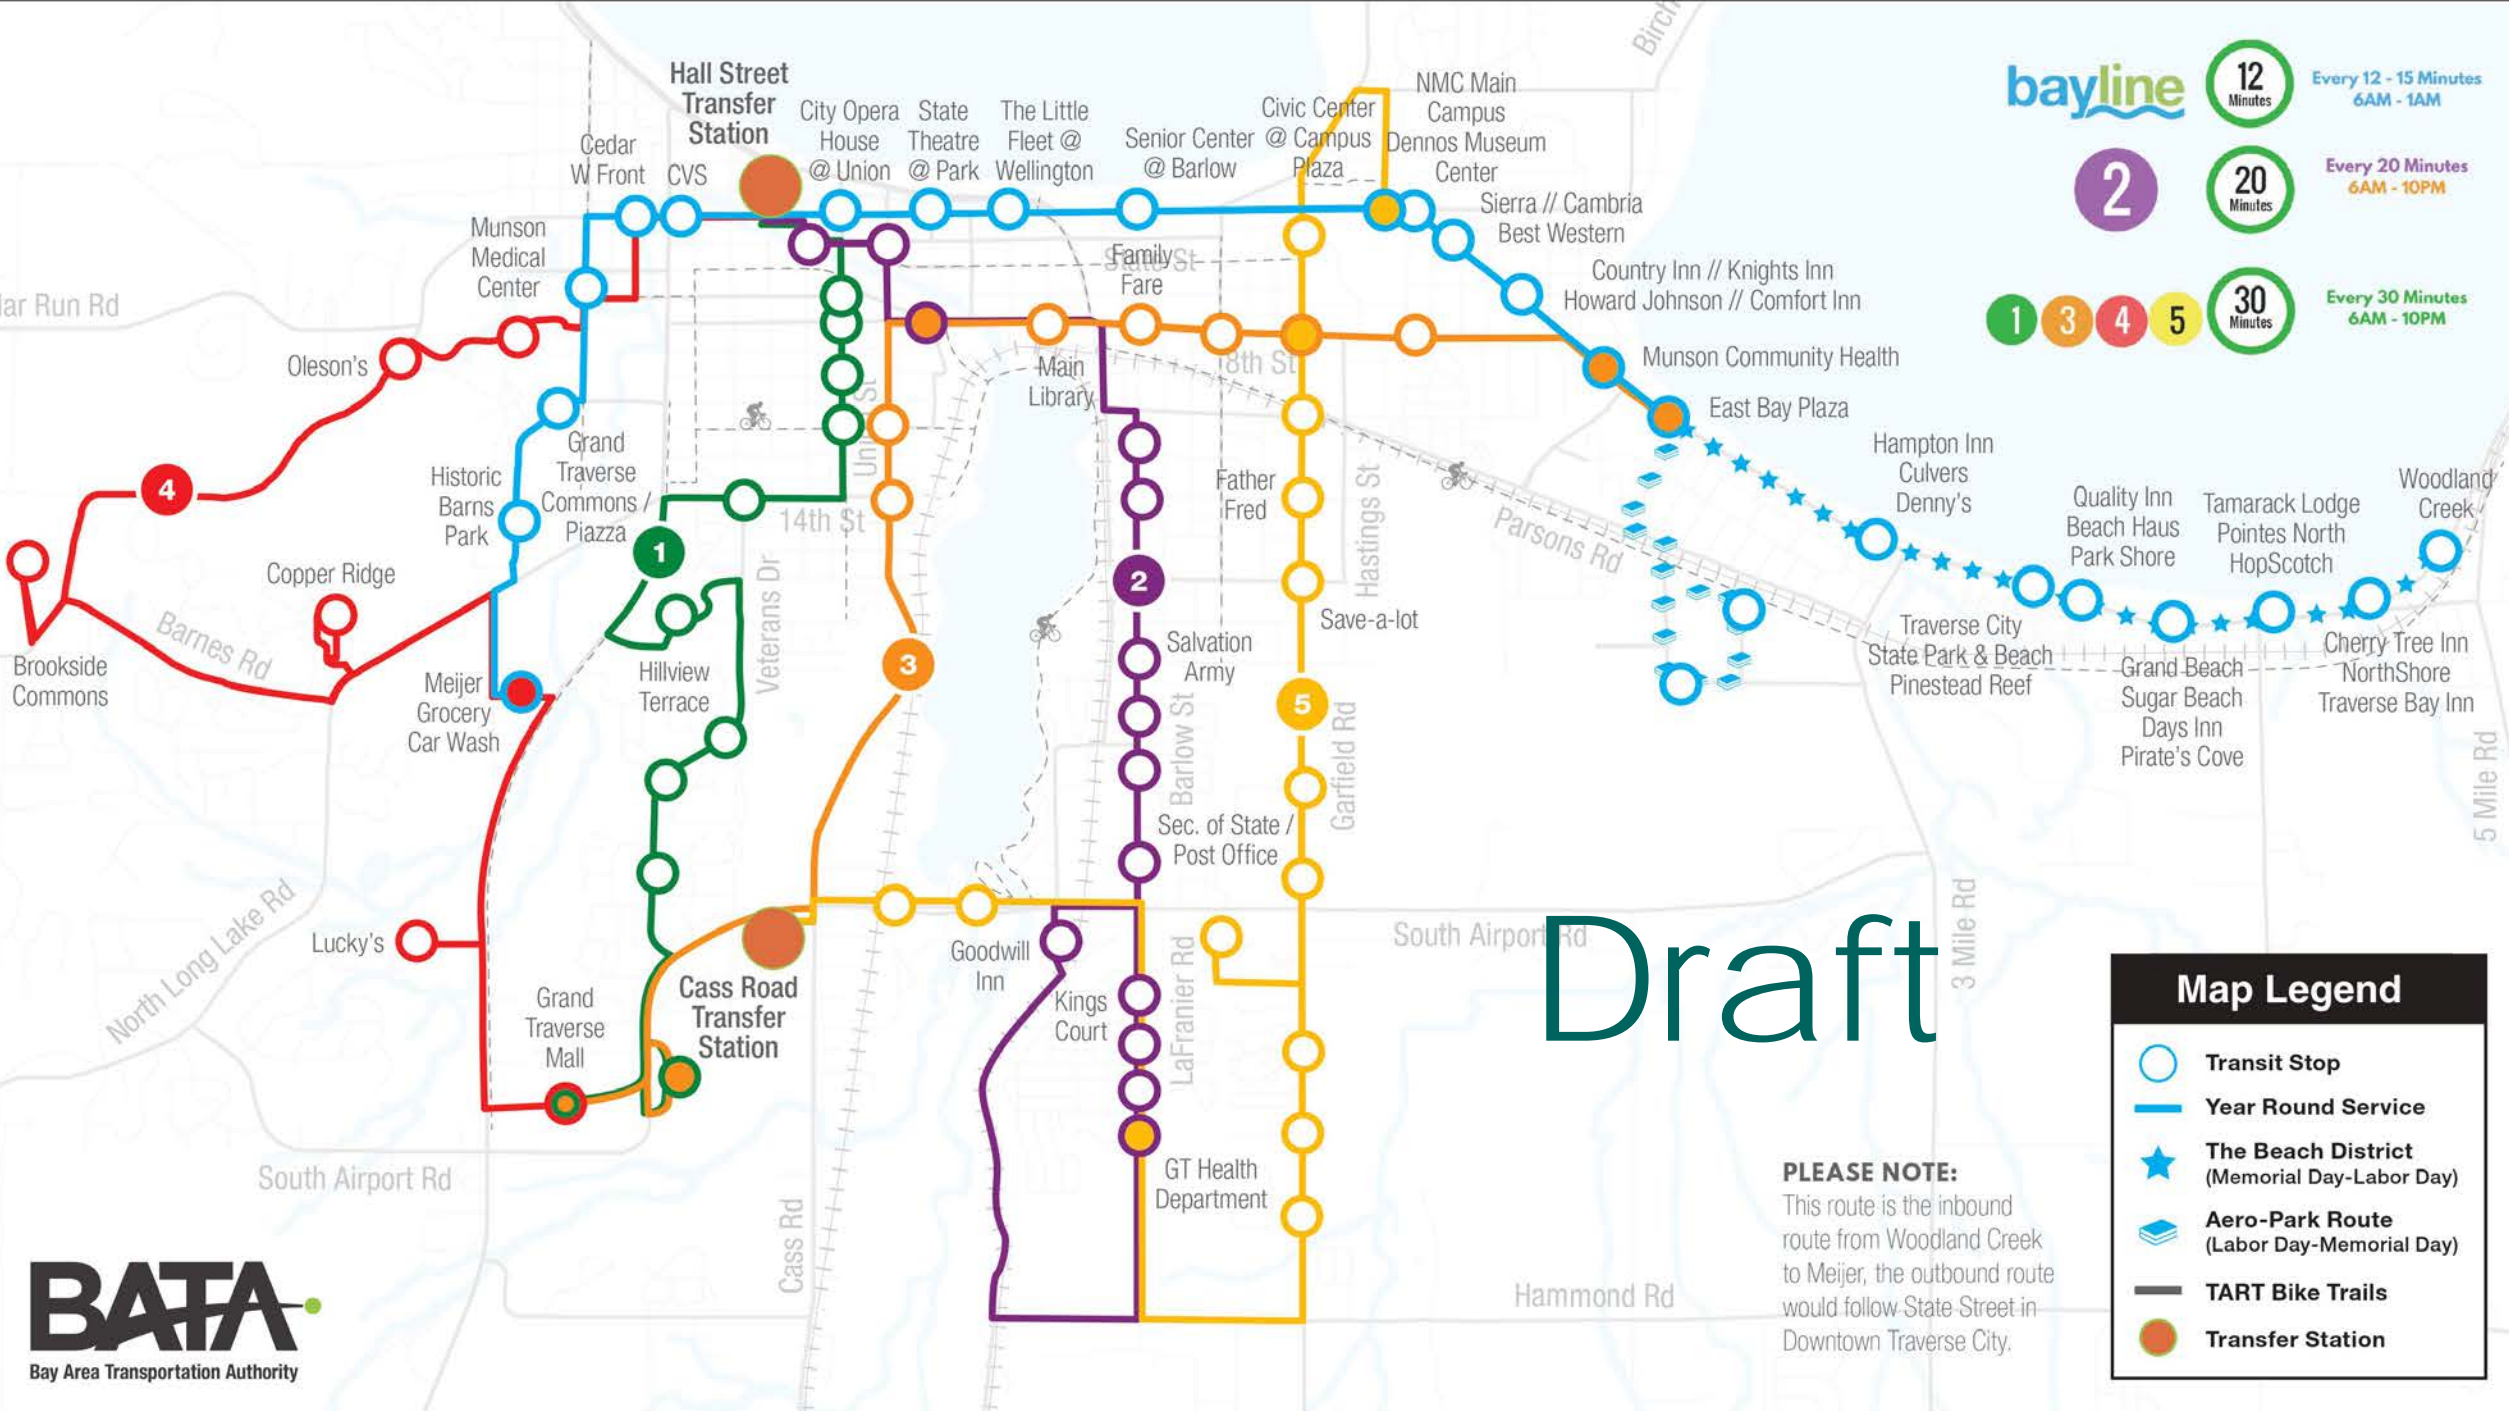 Birch
Hall Street
Transfer
Station
City Opera
House
@ Union
State
Theatre
@ Park
The Little
Fleet @
Wellington
Senior Center
@ Barlow
Civic Center
@ Campus
Plaza
NMC Main
Campus
Dennos Museum
Center
bayline
12
Minutes
Every 12 - 15 Minutes
6AM - 1AM
2
20
Minutes
Every 20 Minutes
6AM - 10PM
1 3 4 5
30
Minutes
Every 30 Minutes
6AM - 10PM
Cedar
W Front
CVS
Sierra // Cambria
Best Western
Munson
Medical
Center
State St
Family
Fare
Country Inn // Knights Inn
Howard Johnson // Comfort Inn
ar Run Rd
Oleson's
Main
Library
8th St
Munson Community Health
East Bay Plaza
Grand
Traverse
Commons /
Piazza
Historic
Barns
Park
4
Father
Fred
Hastings St
Parsons Rd
Hampton Inn
Culvers
Denny's
Quality Inn
Beach Haus
Park Shore
Tamarack Lodge
Pointes North
HopScotch
Woodland
Creek
14th St
1
Copper Ridge
Veterans Dr
2
Save-a-lot
Barnes Rd
Brookside
Commons
Meijer
Grocery
Car Wash
Hillview
Terrace
3
Salvation
Army
5
Traverse City
State Park & Beach
Pinestead Reef
Grand Beach
Sugar Beach
Days Inn
Pirate's Cove
Cherry Tree Inn
NorthShore
Traverse Bay Inn
Barlow St
Garfield Rd
5 Mile Rd
Sec. of State /
Post Office
North Long Lake Rd
Lucky's
Goodwill
Inn
South Airport Rd
Draft
3 Mile Rd
Grand
Traverse
Mall
Cass Road
Transfer
Station
Kings
Court
LaFranier Rd
South Airport Rd
GT Health
Department
Cass Rd
Hammond Rd
BATA
Bay Area Transportation Authority
PLEASE NOTE:
This route is the inbound
route from Woodland Creek
to Meijer, the outbound route
would follow State Street in
Downtown Traverse City.
Map Legend
Transit Stop
Year Round Service
The Beach District
(Memorial Day-Labor Day)
Aero-Park Route
(Labor Day-Memorial Day)
TART Bike Trails
Transfer Station